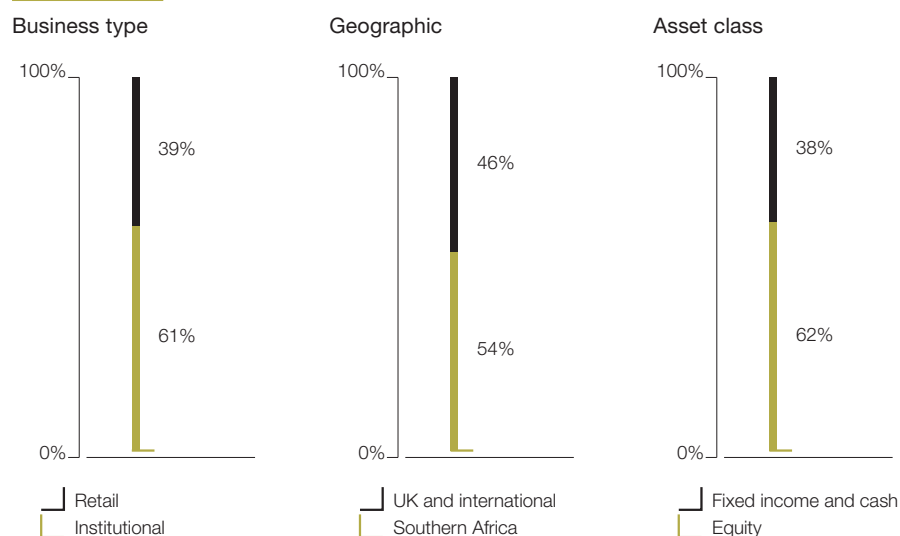 Business type
100%
39%
61%
0%
Retail
Institutional
Geographic
100%
46%
54%
0%
UK and international
Southern Africa
Asset class
100%
38%
62%
0%
Fixed income and cash
Equity